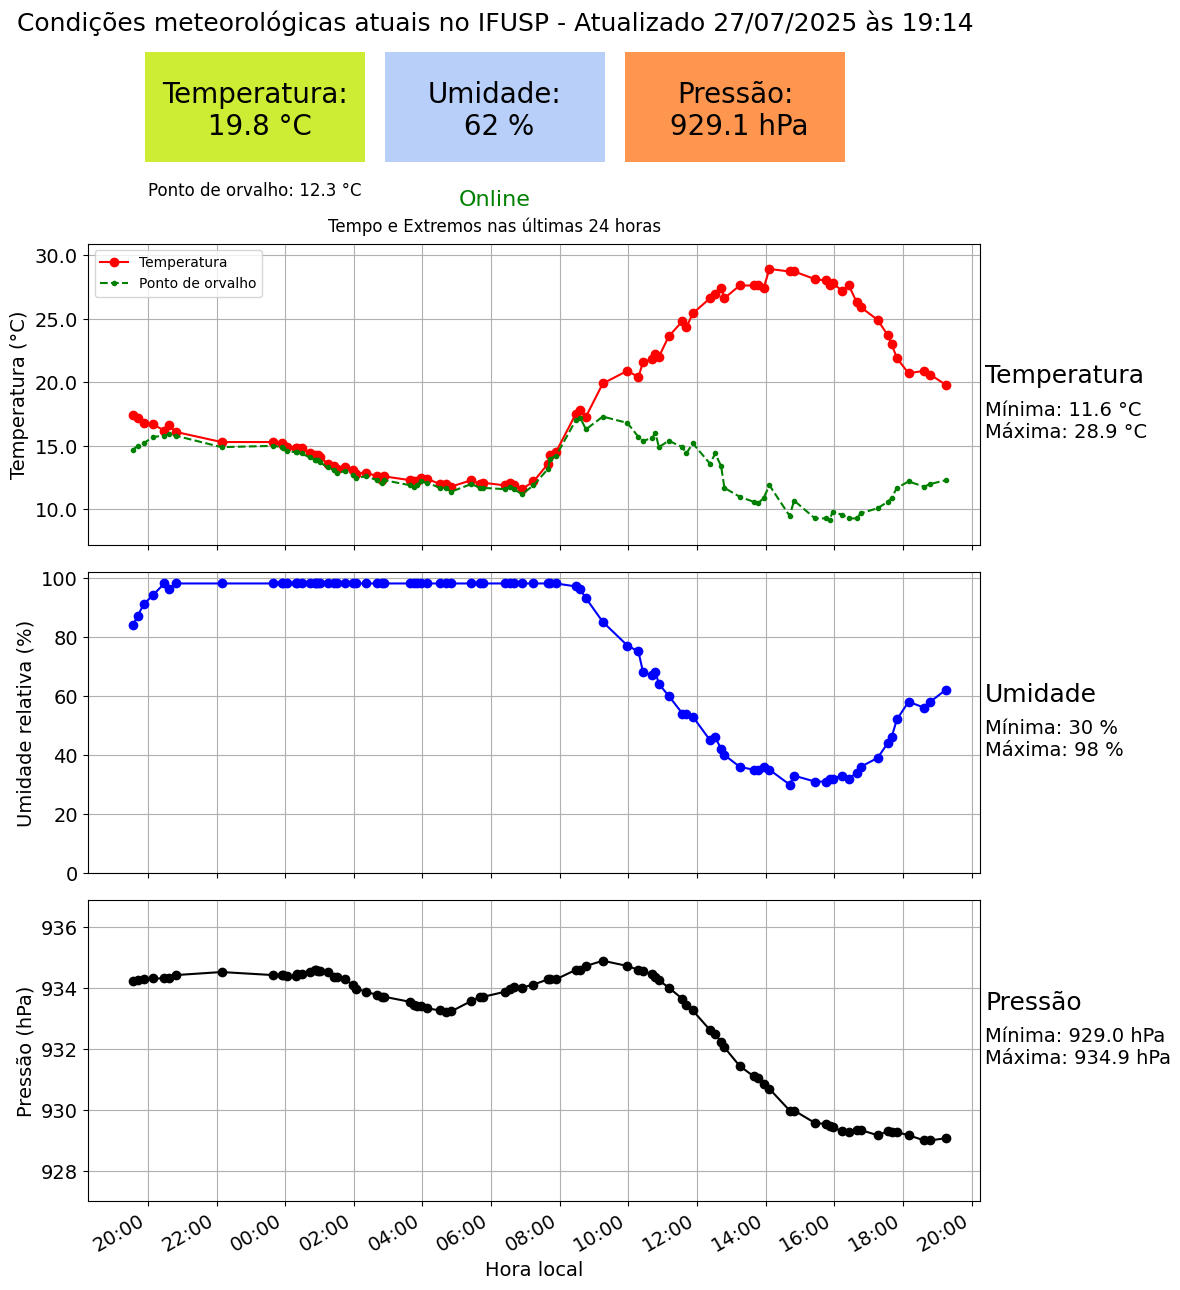 Condições meteorológicas atuais no IFUSP - Atualizado 27/07/2025 às 19:14
Temperatura:
19.8 °C
Umidade:
62 %
Pressão:
929.1 hPa
Ponto de orvalho: 12.3 °C
Online
Tempo e Extremos nas últimas 24 horas
Temperatura (°C)
30.0
25.0
20.0
15.0
10.0
Temperatura
Ponto de orvalho
Temperatura
Mínima: 11.6 °C
Máxima: 28.9 °C
Umidade relativa (%)
100
80
60
40
20
0
Umidade
Mínima: 30 %
Máxima: 98 %
Pressão (hPa)
936
934
932
930
928
Pressão
Mínima: 929.0 hPa
Máxima: 934.9 hPa
20:00
22:00
00:00
02:00
04:00
06:00
08:00
10:00
12:00
14:00
16:00
18:00
20:00
Hora local